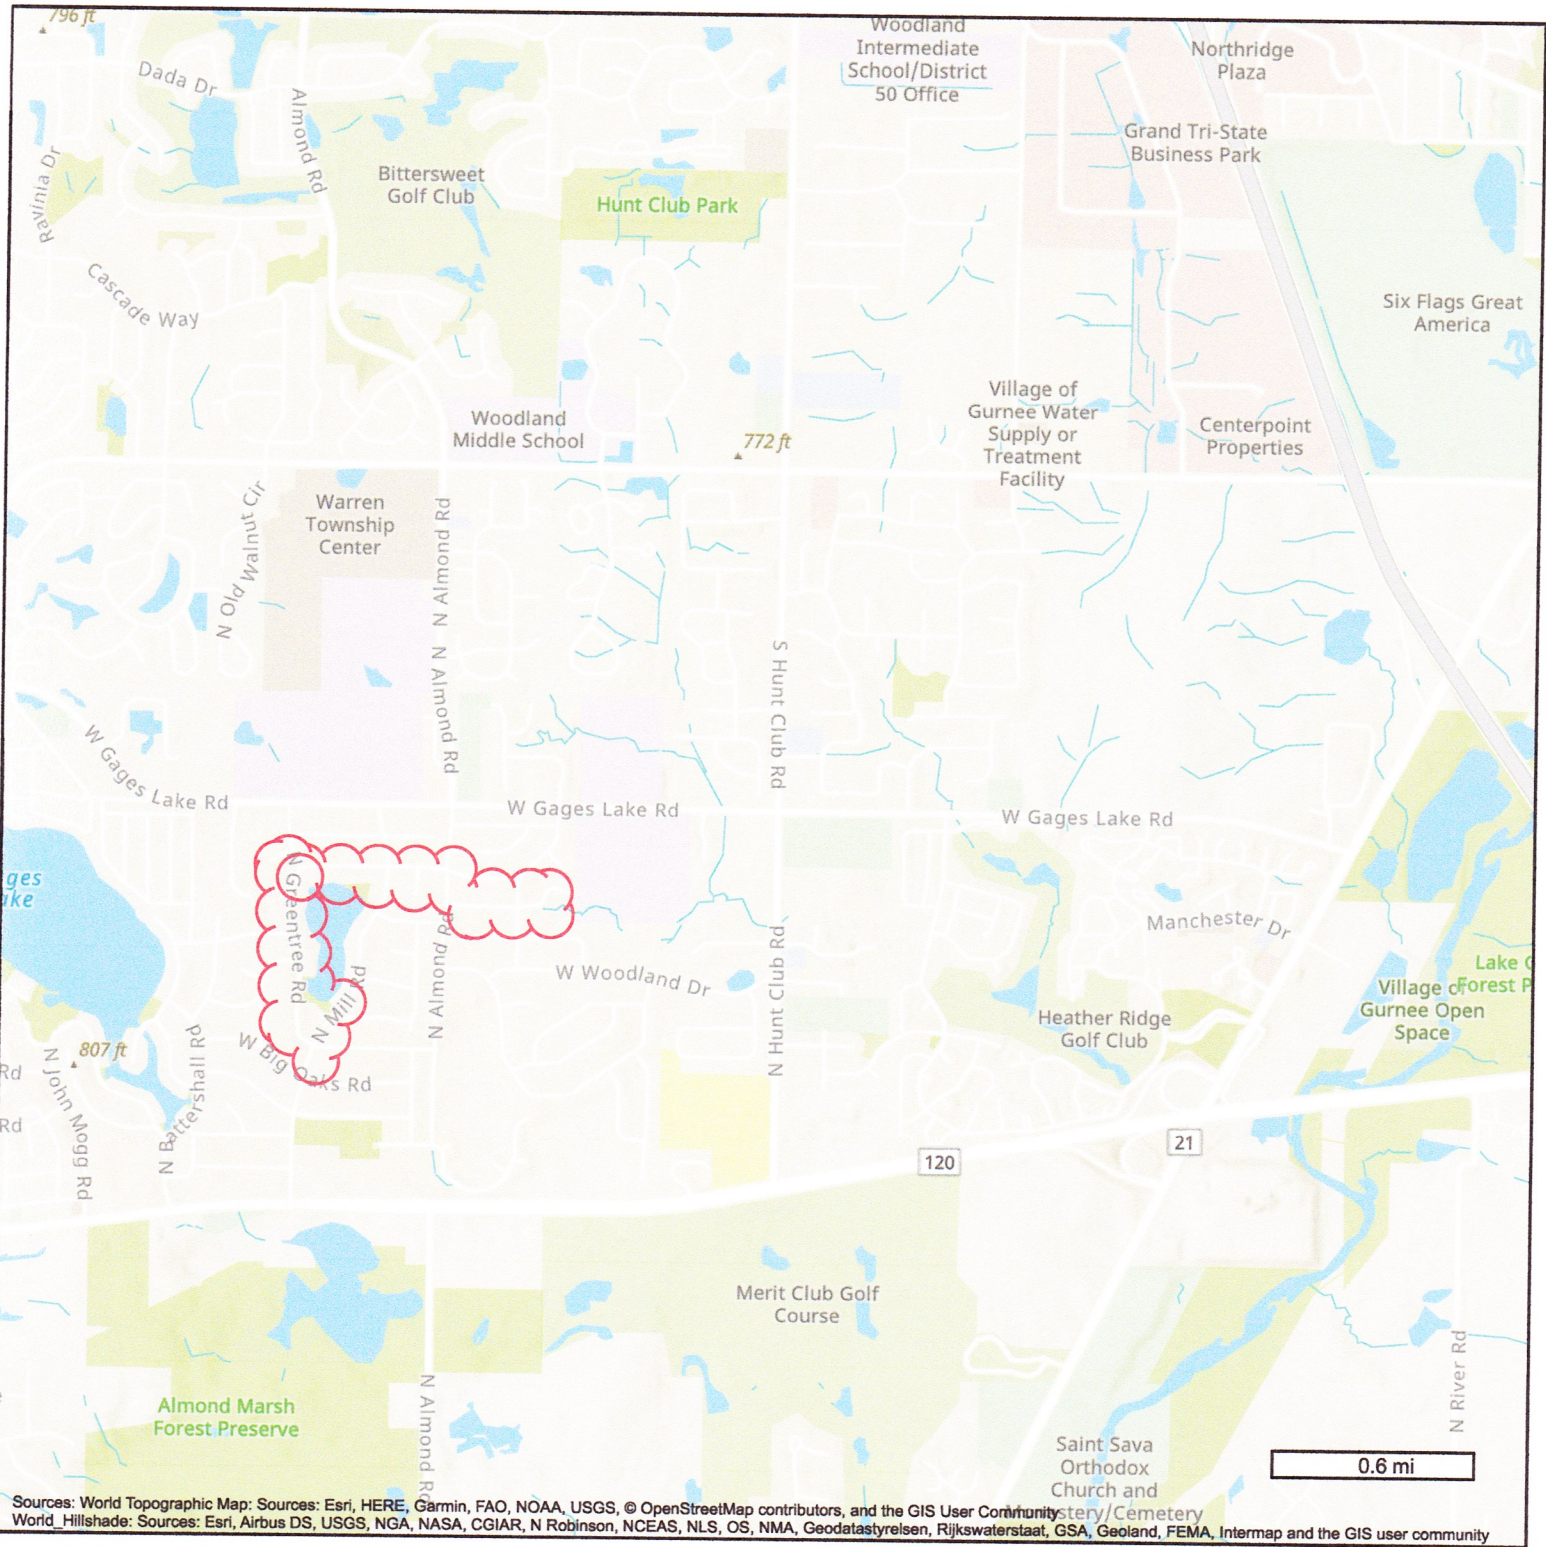 796 ft
Dada Dr
Almond Rd
Ravinia Dr
Bittersweet
Golf Club
Hunt Club Park
Woodland
Intermediate
School/District
50 Office
Northridge
Plaza
Grand Tri-State
Business Park
Cascade Way
Six Flags Great
America
Woodland
Middle School
772 ft
Village of
Gurnee Water
Supply or
Treatment
Facility
Centerpoint
Properties
N Old Walnut Cir
Warren
Township
Center
N Almond Rd
N Almond Rd
N
S Hunt Club Rd
W Gages Lake Rd
W Gages Lake Rd
W Gages Lake Rd
ges
ake
N Greentree Rd
N Almond Rd
N Mill Rd
W Big Oaks Rd
W Woodland Dr
N Hunt Club Rd
Manchester Dr
Lake C
Forest P
Village of
Gurnee Open
Space
Heather Ridge
Golf Club
807 ft
Rd
Rd
N John Mogg Rd
N Battershall Rd
120
21
Merit Club Golf
Course
Almond Marsh
Forest Preserve
N Almond Rd
N River Rd
Saint Sava
Orthodox
Church and
Monastery/Cemetery
0.6 mi
Sources: World Topographic Map: Sources: Esri, HERE, Garmin, FAO, NOAA, USGS, © OpenStreetMap contributors, and the GIS User Community
World_Hillshade: Sources: Esri, Airbus DS, USGS, NGA, NASA, CGIAR, N Robinson, NCEAS, NLS, OS, NMA, Geodatastyrelsen, Rijkswaterstaat, GSA, Geoland, FEMA, Intermap and the GIS user community